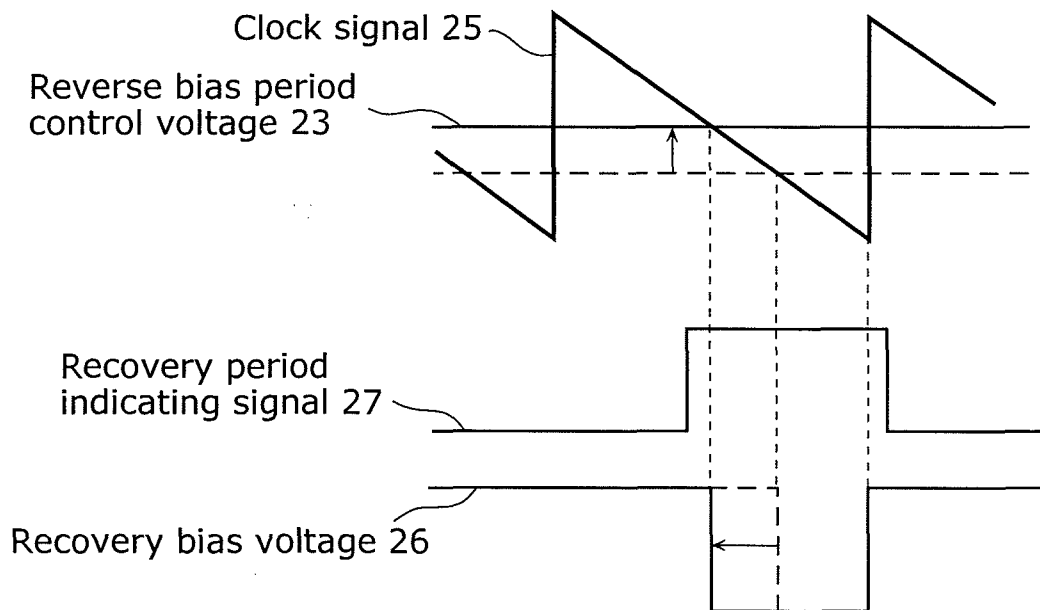 Clock signal 25
Reverse bias period
control voltage 23
Recovery period
indicating signal 27
Recovery bias voltage 26